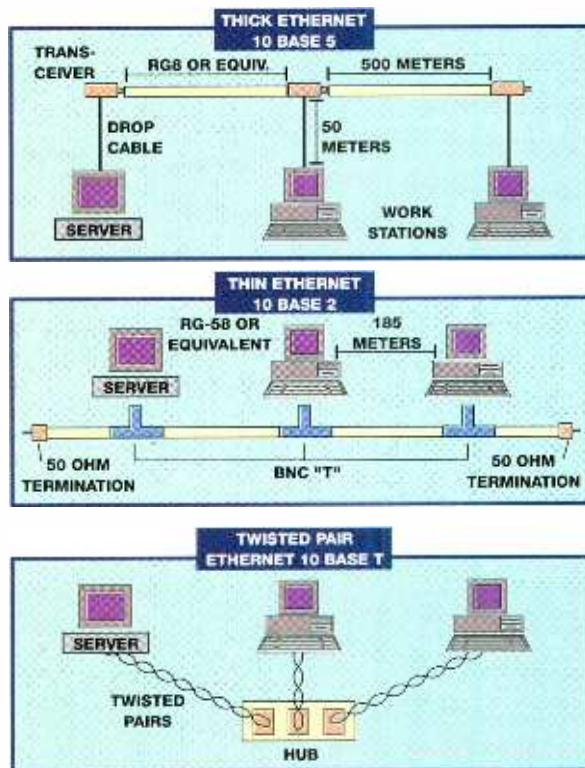 THICK ETHERNET
10 BASE 5
TRANS-
CEIVER
RG8 OR EQUIV.
500 METERS
DROP
CABLE
50
METERS
SERVER
WORK
STATIONS
THIN ETHERNET
10 BASE 2
RG-58 OR
EQUIVALENT
185
METERS
SERVER
50 OHM
TERMINATION
BNC "T"
50 OHM
TERMINATION
TWISTED PAIR
ETHERNET 10 BASE T
SERVER
TWISTED
PAIRS
HUB